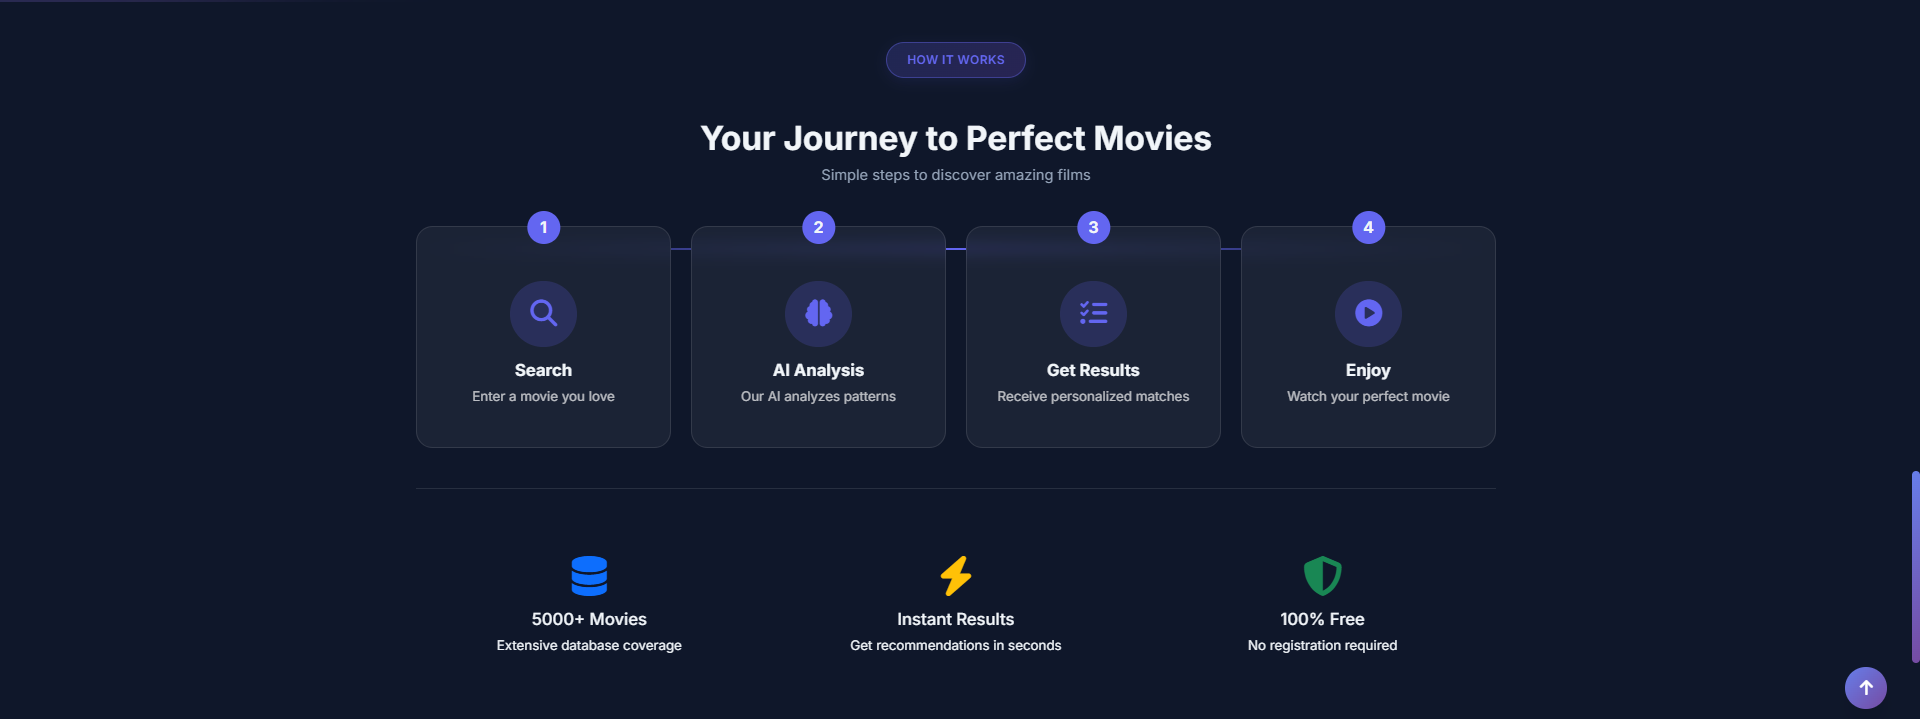 HOW IT WORKS
Your Journey to Perfect Movies
Simple steps to discover amazing films
1
Search
Enter a movie you love
2
AI Analysis
Our AI analyzes patterns
3
Get Results
Receive personalized matches
4
Enjoy
Watch your perfect movie
5000+ Movies
Extensive database coverage
Instant Results
Get recommendations in seconds
100% Free
No registration required